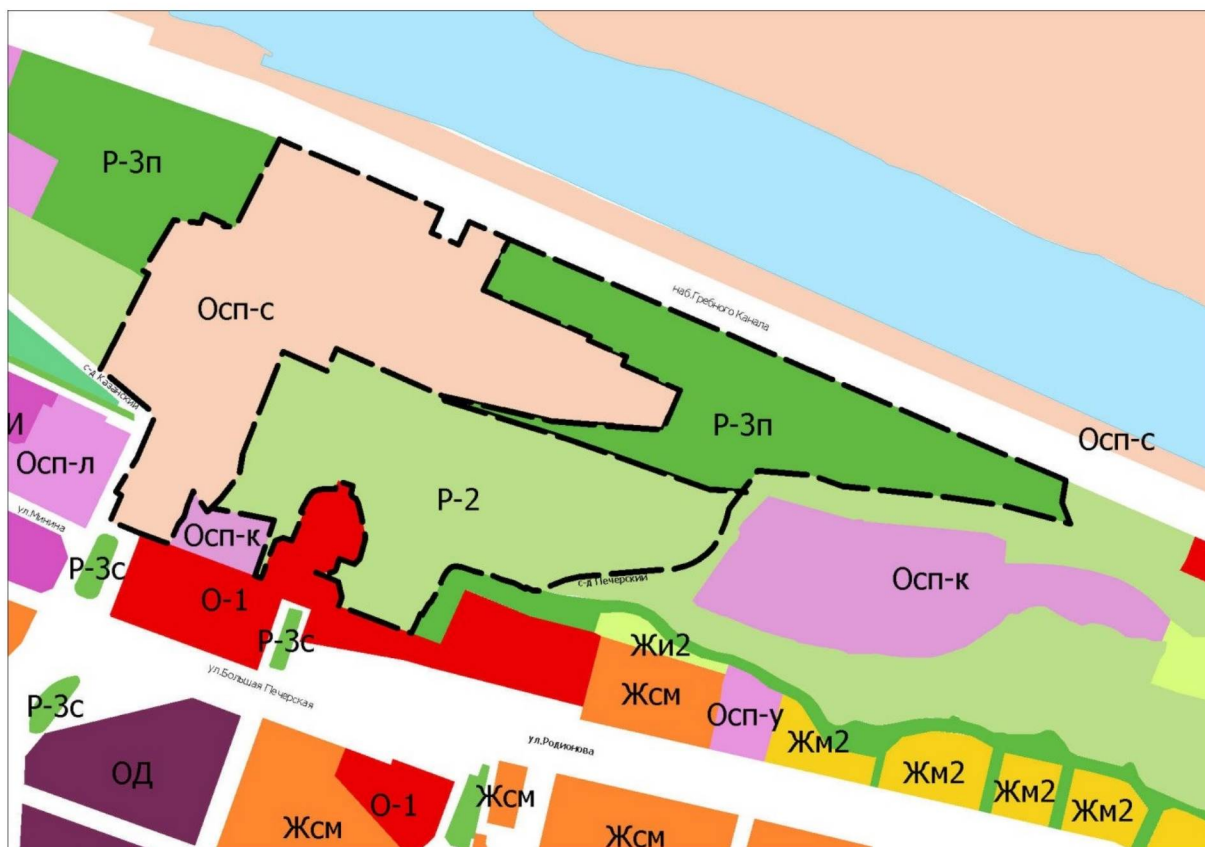 Р-3п
наб.Гребного Канала
Осп-с
с-д Казанский
Р-3п
Осп-с
И
Осп-л
Р-2
ул.Минина
Осп-к
с-д Печерский
Осп-к
Р-3с
О-1
Р-3с
Жи2
ул.Большая Печерская
Жсм
Р-3с
Осп-у
ул.Родионова
Жм2
ОД
Жм2
Жм2
Жм2
О-1
Жсм
Жсм
Жсм